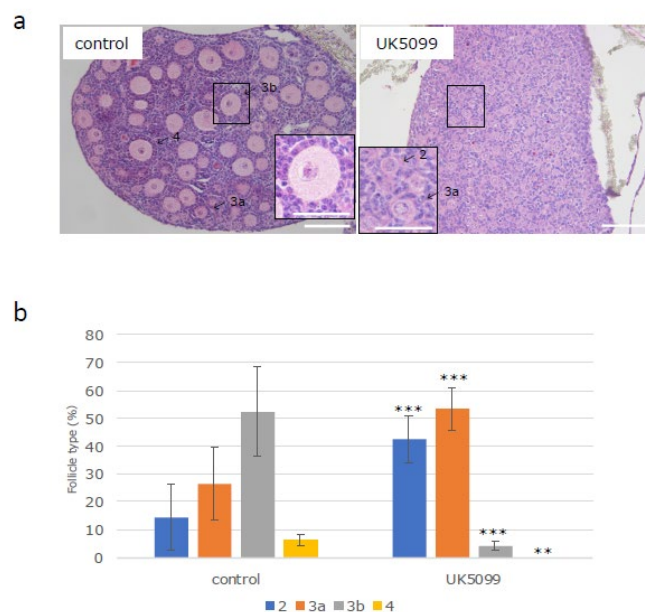 a
control
3b
4
3a
UK5099
2
3a
b
Follicle type (%)
80
70
60
50
40
30
20
10
0
***
***
***
**
control
UK5099
2 3a 3b 4